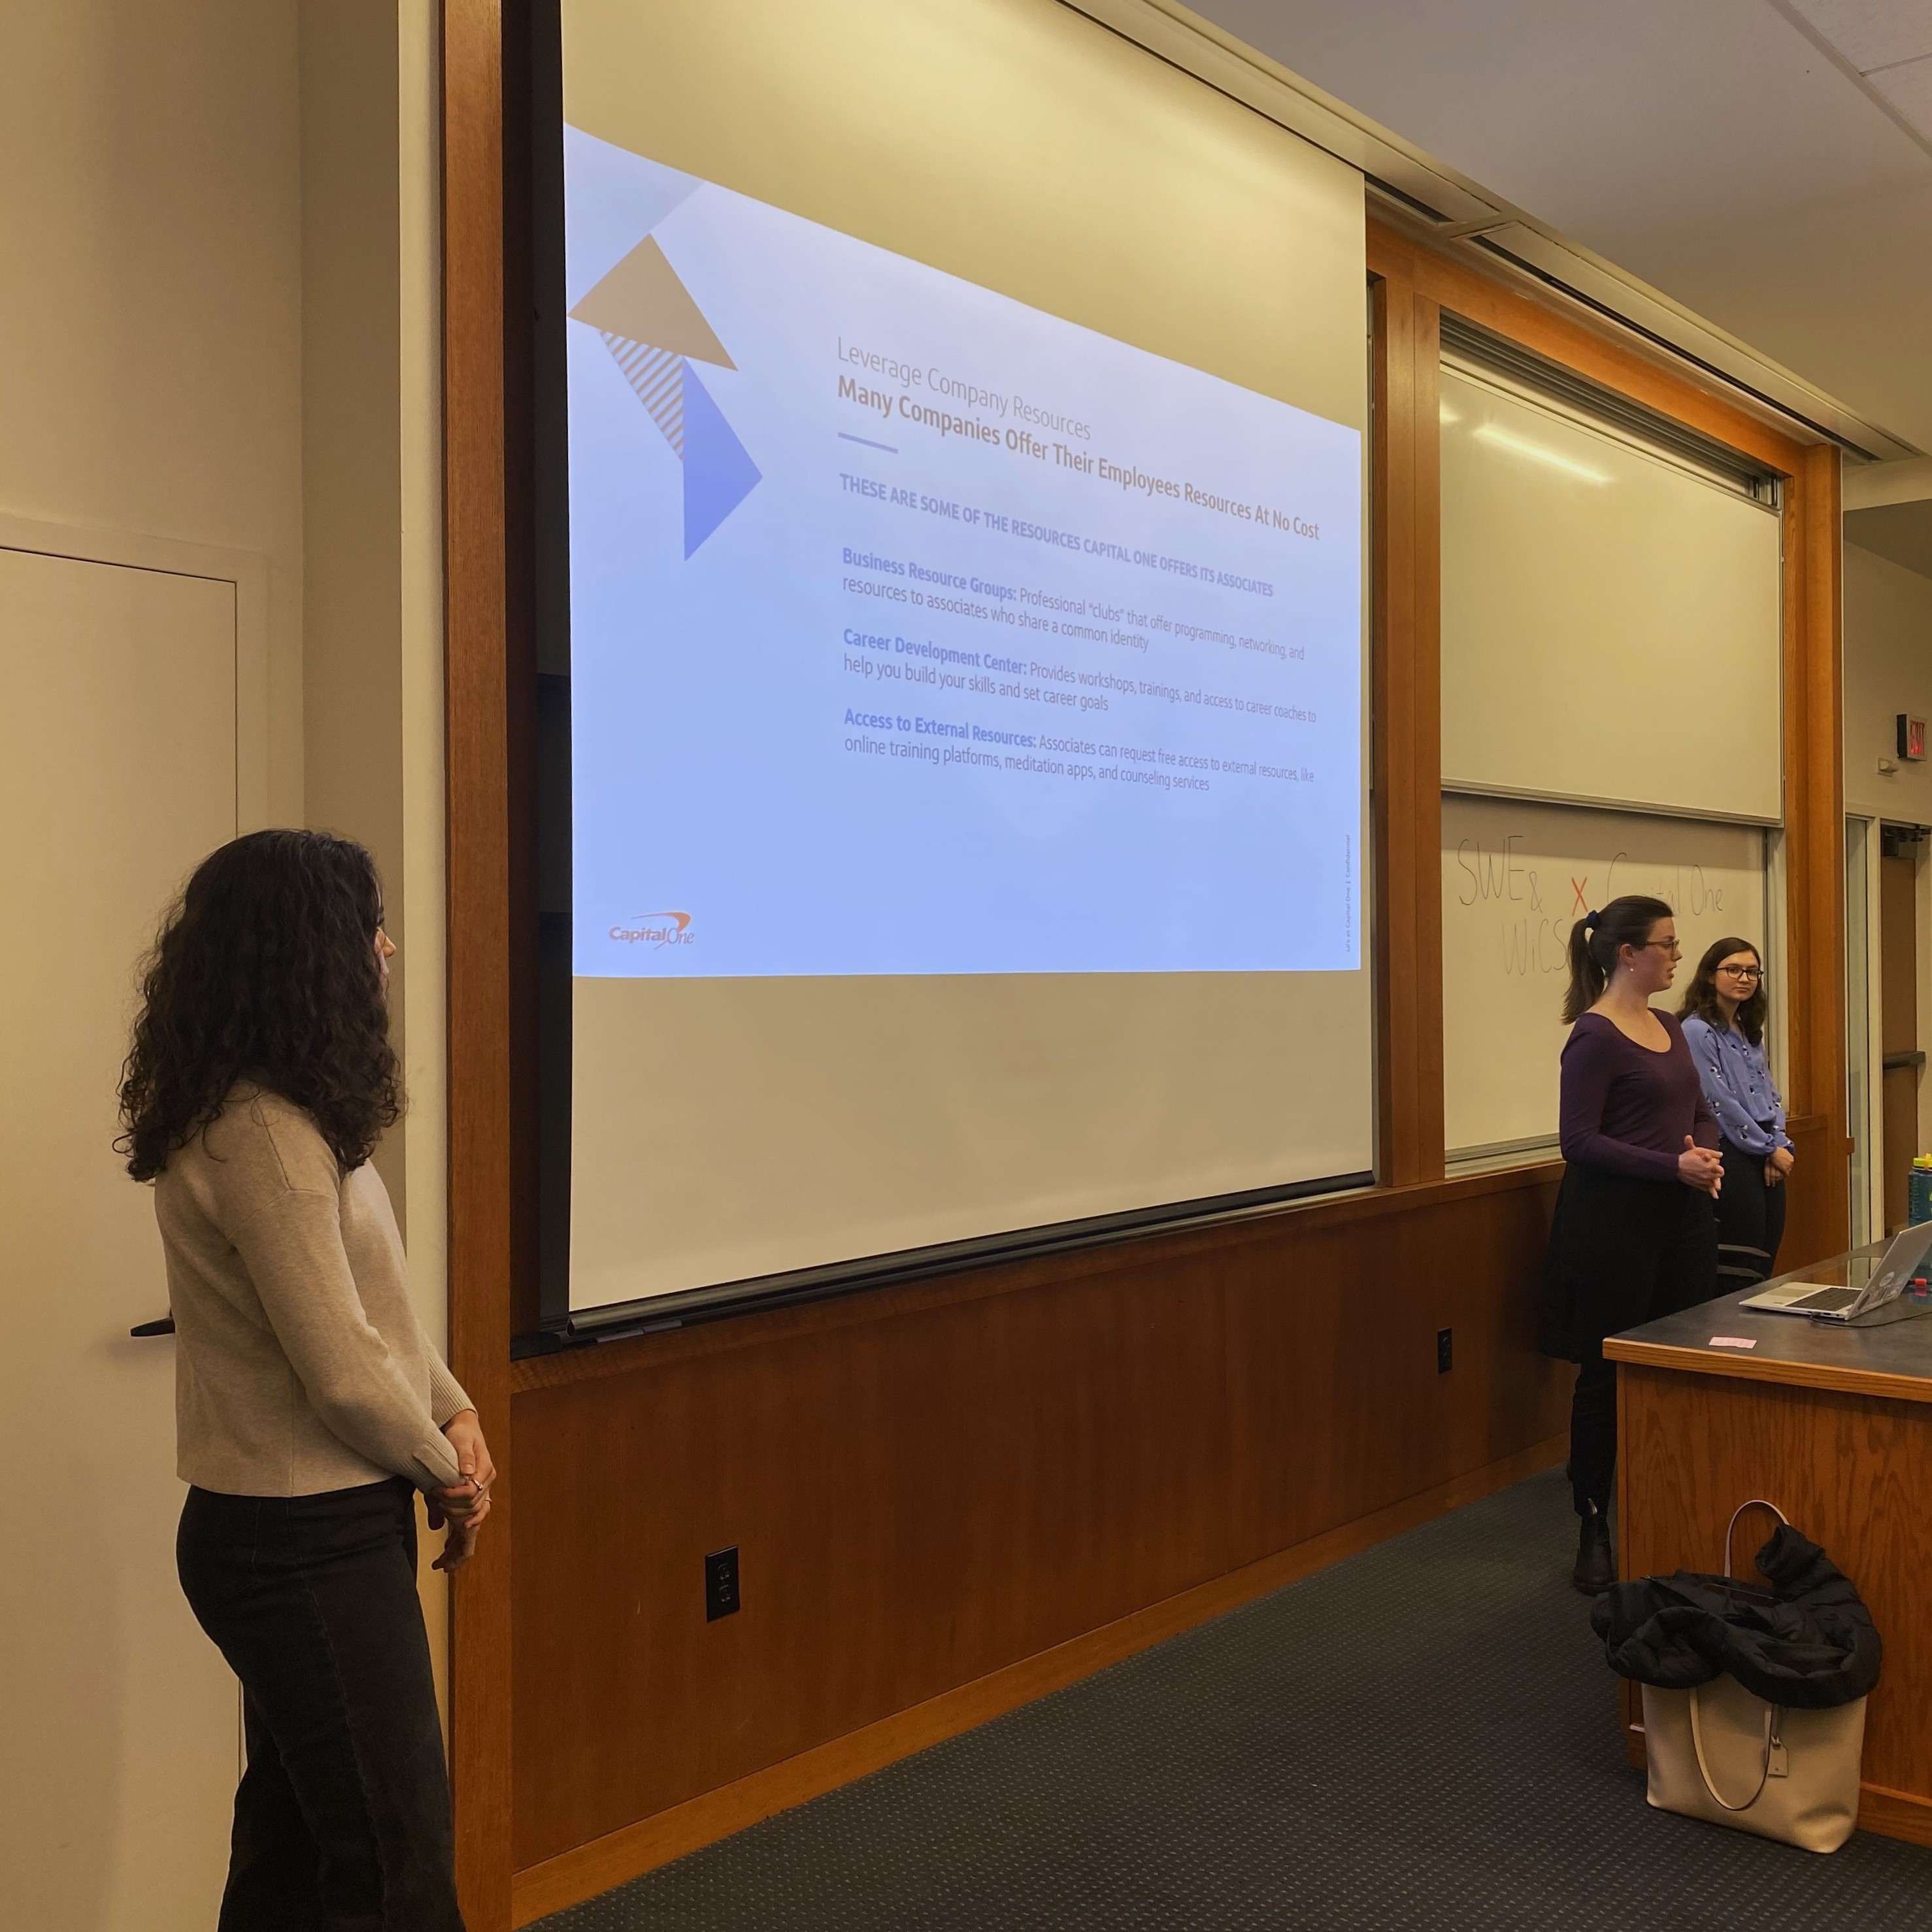 Leverage Company Resources
Many Companies Offer Their Employees Resources At No Cost
THESE ARE SOME OF THE RESOURCES CAPITAL ONE OFFERS ITS ASSOCIATES
Business Resource Groups: Professional “clubs” that offer programming, networking, and
resources to associates who share a common identity
Career Development Center: Provides workshops, trainings, and access to career coaches to
help you build your skills and set career goals
Access to External Resources: Associates can request free access to external resources, like
online training platforms, meditation apps, and counseling services
CapitalOne
Life at Capital One | Confidential
SWE & X Capital One
WiCS
EXIT